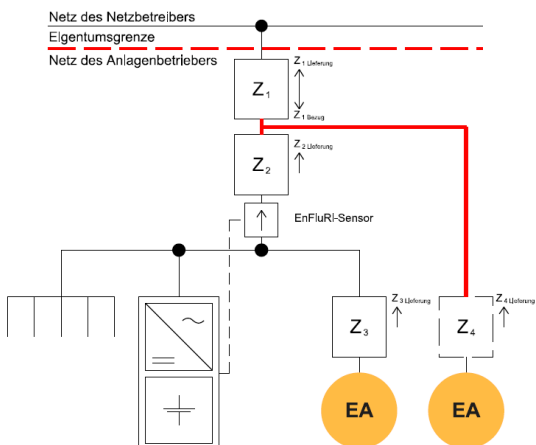 Netz des Netzbetreibers
Eigentumsgrenze
Netz des Anlagenbetriebers
Z1 Lieferung
Z1
Z1 Bezug
Z2 Lieferung
Z2
EnFluRI-Sensor
Z3 Lieferung
Z4 Lieferung
Z3
Z4
EA
EA